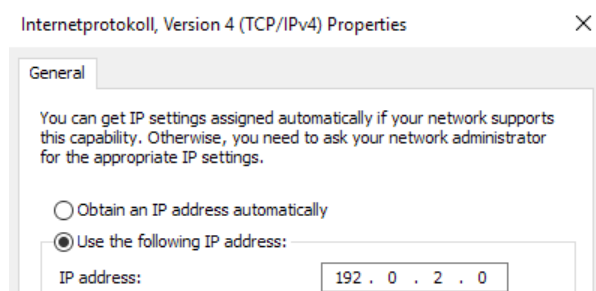 Internetprotokoll, Version 4 (TCP/IPv4) Properties
General
You can get IP settings assigned automatically if your network supports
this capability. Otherwise, you need to ask your network administrator
for the appropriate IP settings.
Obtain an IP address automatically
Use the following IP address:
IP address: 192 . 0 . 2 . 0